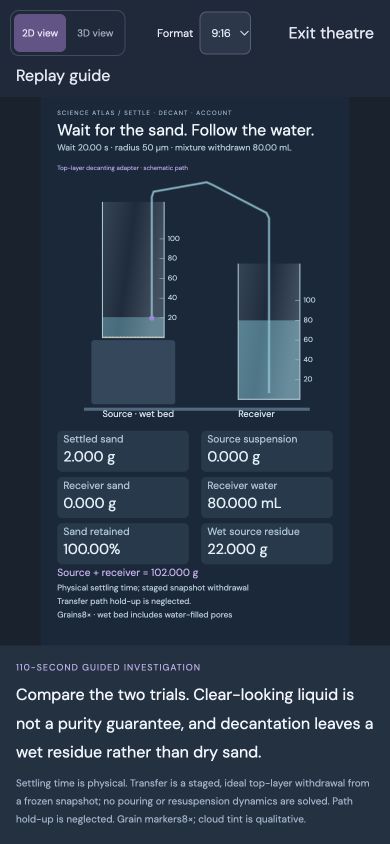 2D view 3D view Format 9:16 Exit theatre
Replay guide
SCIENCE ATLAS / SETTLE · DECANT · ACCOUNT
Wait for the sand. Follow the water.
Wait 20.00 s · radius 50 µm · mixture withdrawn 80.00 mL
Top-layer decanting adapter · schematic path
100
80
60
40
20
100
80
60
40
20
Source · wet bed Receiver
Settled sand Source suspension
2.000 g 0.000 g
Receiver sand Receiver water
0.000 g 80.000 mL
Sand retained Wet source residue
100.00% 22.000 g
Source + receiver = 102.000 g
Physical settling time; staged snapshot withdrawal
Transfer path hold-up is neglected.
Grains8× · wet bed includes water-filled pores
110-SECOND GUIDED INVESTIGATION
Compare the two trials. Clear-looking liquid is
not a purity guarantee, and decantation leaves a
wet residue rather than dry sand.
Settling time is physical. Transfer is a staged, ideal top-layer withdrawal from
a frozen snapshot; no pouring or resuspension dynamics are solved. Path
hold-up is neglected. Grain markers8×; cloud tint is qualitative.